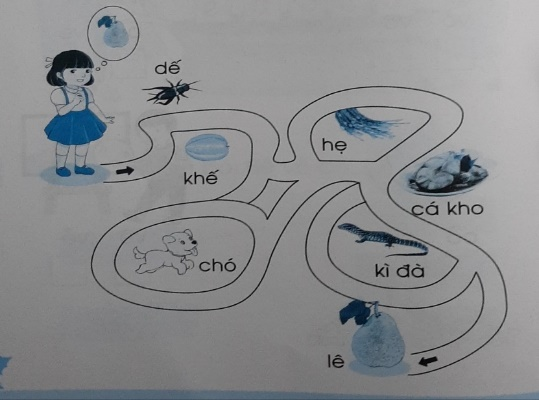 dế
hẹ
khế
cá kho
chó
kì đà
lê